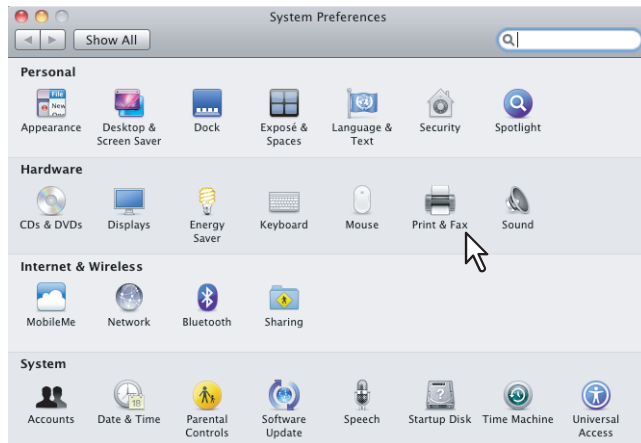 System Preferences
Show All
Personal
Appearance Desktop & Dock Exposé & Language & Security Spotlight
Screen Saver Spaces Text
Hardware
CDs & DVDs Displays Energy Keyboard Mouse Print & Fax Sound
Saver
Internet & Wireless
MobileMe Network Bluetooth Sharing
System
Accounts Date & Time Parental Software Speech Startup Disk Time Machine Universal
Controls Update Access